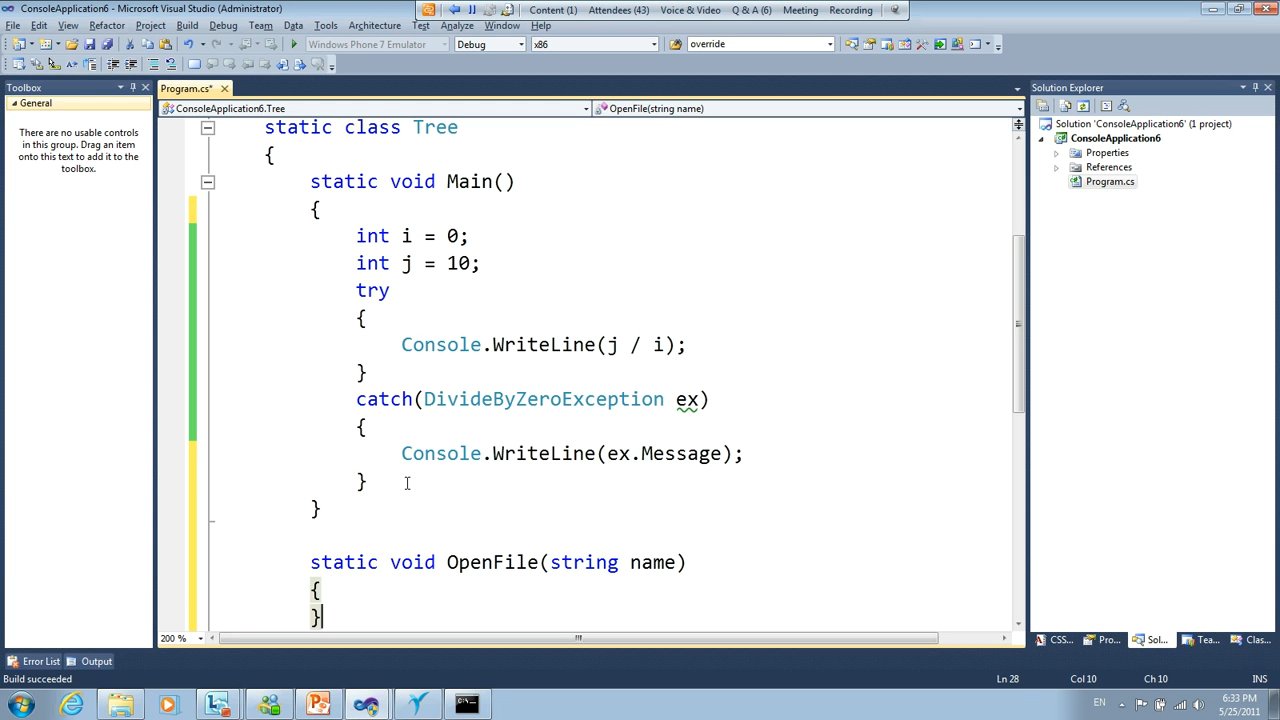 ConsoleApplication6 - Microsoft Visual Studio (Administrator)
Content (1) Attendees (43) Voice & Video Q & A (6) Meeting Recording
File Edit View Refactor Project Build Debug Team Data Tools Architecture Test Analyze Window Help
Windows Phone 7 Emulator Debug x86 override
Toolbox
General
There are no usable controls
in this group. Drag an item
onto this text to add it to the
toolbox.
Program.cs*
ConsoleApplication6.Tree OpenFile(string name)
static class Tree
{
static void Main()
{
int i = 0;
int j = 10;
try
{
Console.WriteLine(j / i);
}
catch(DivideByZeroException ex)
{
Console.WriteLine(ex.Message);
}
}
static void OpenFile(string name)
{
}
200 %
Solution Explorer
Solution 'ConsoleApplication6' (1 project)
ConsoleApplication6
Properties
References
Program.cs
CSS... Pro... Sol... Tea... Clas...
Error List Output
Build succeeded Ln 28 Col 10 Ch 10 INS
EN 6:33 PM
5/25/2011